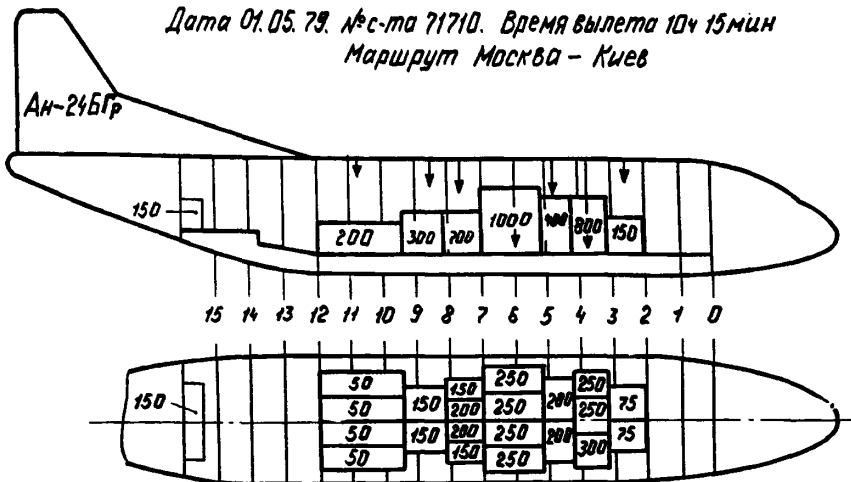 Дата 01.05.79. №с-та 71710. Время вылета 10ч 15мин
Маршрут Москва – Киев
Ан-24БГр
150
200 300 700 1000 400 800 150
15 14 13 12 11 10 9 8 7 6 5 4 3 2 1 0
150
50 150 150 250 200 250 75
50 200 250 250
50 150 200 250 200 300 75
50 150 250